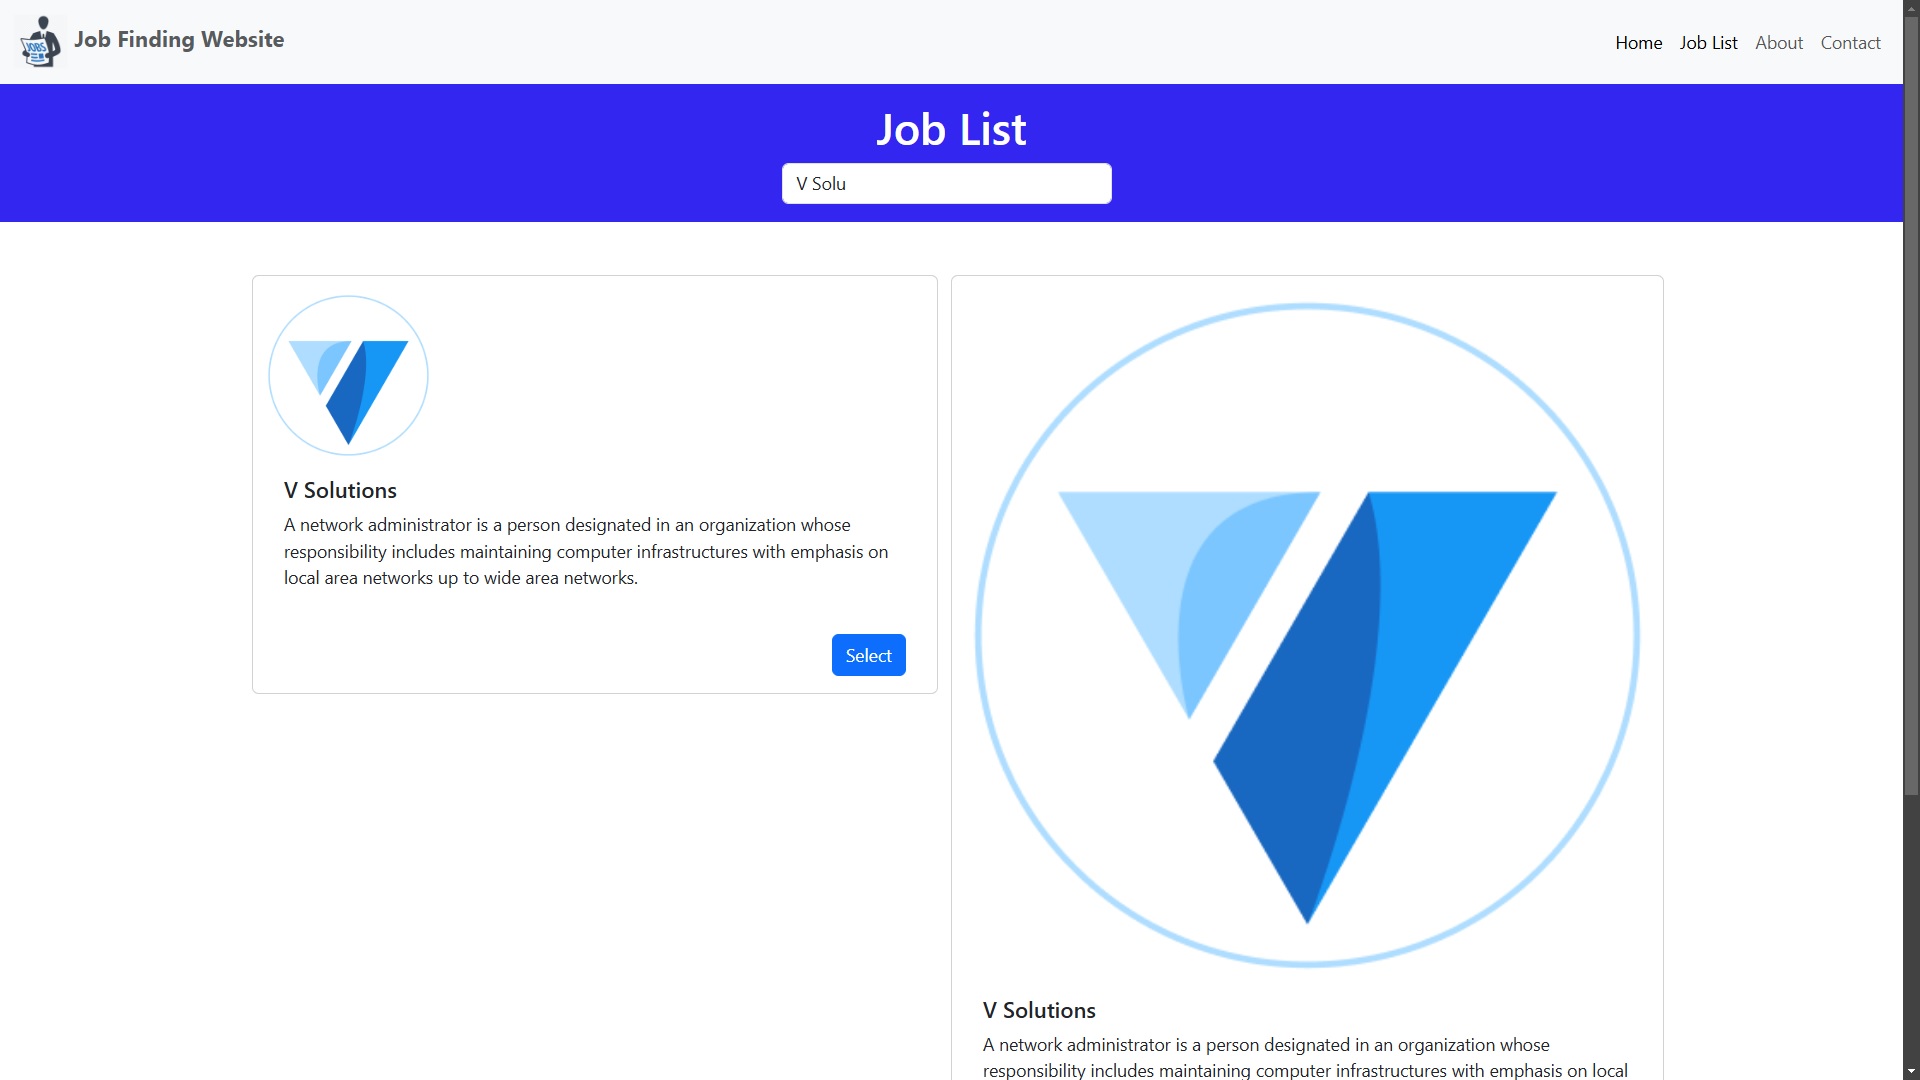 JOBS
Job Finding Website
Home Job List About Contact
Job List
V Solu
V Solutions
A network administrator is a person designated in an organization whose
responsibility includes maintaining computer infrastructures with emphasis on
local area networks up to wide area networks.
Select
V Solutions
A network administrator is a person designated in an organization whose
responsibility includes maintaining computer infrastructures with emphasis on local